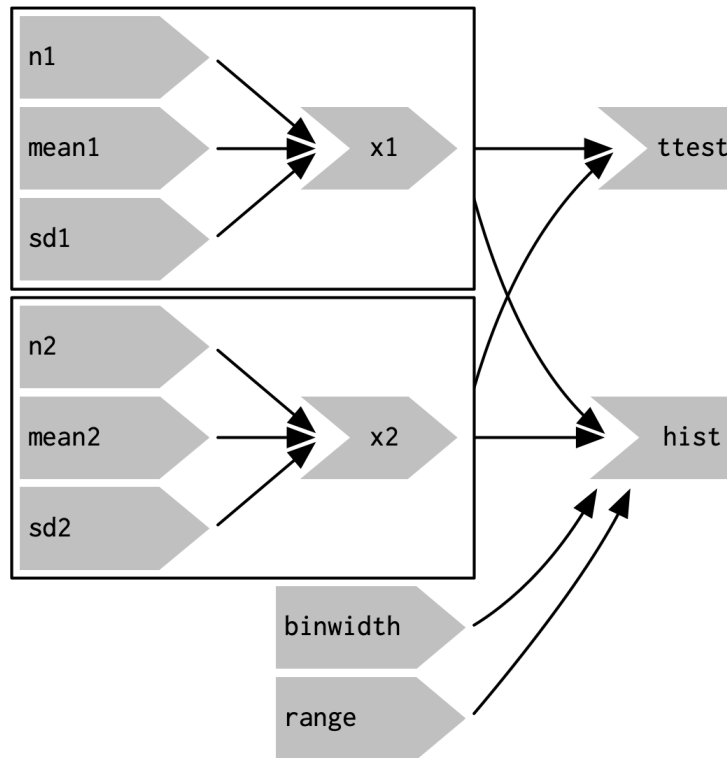 n1
mean1
sd1
x1
ttest
n2
mean2
sd2
x2
hist
binwidth
range